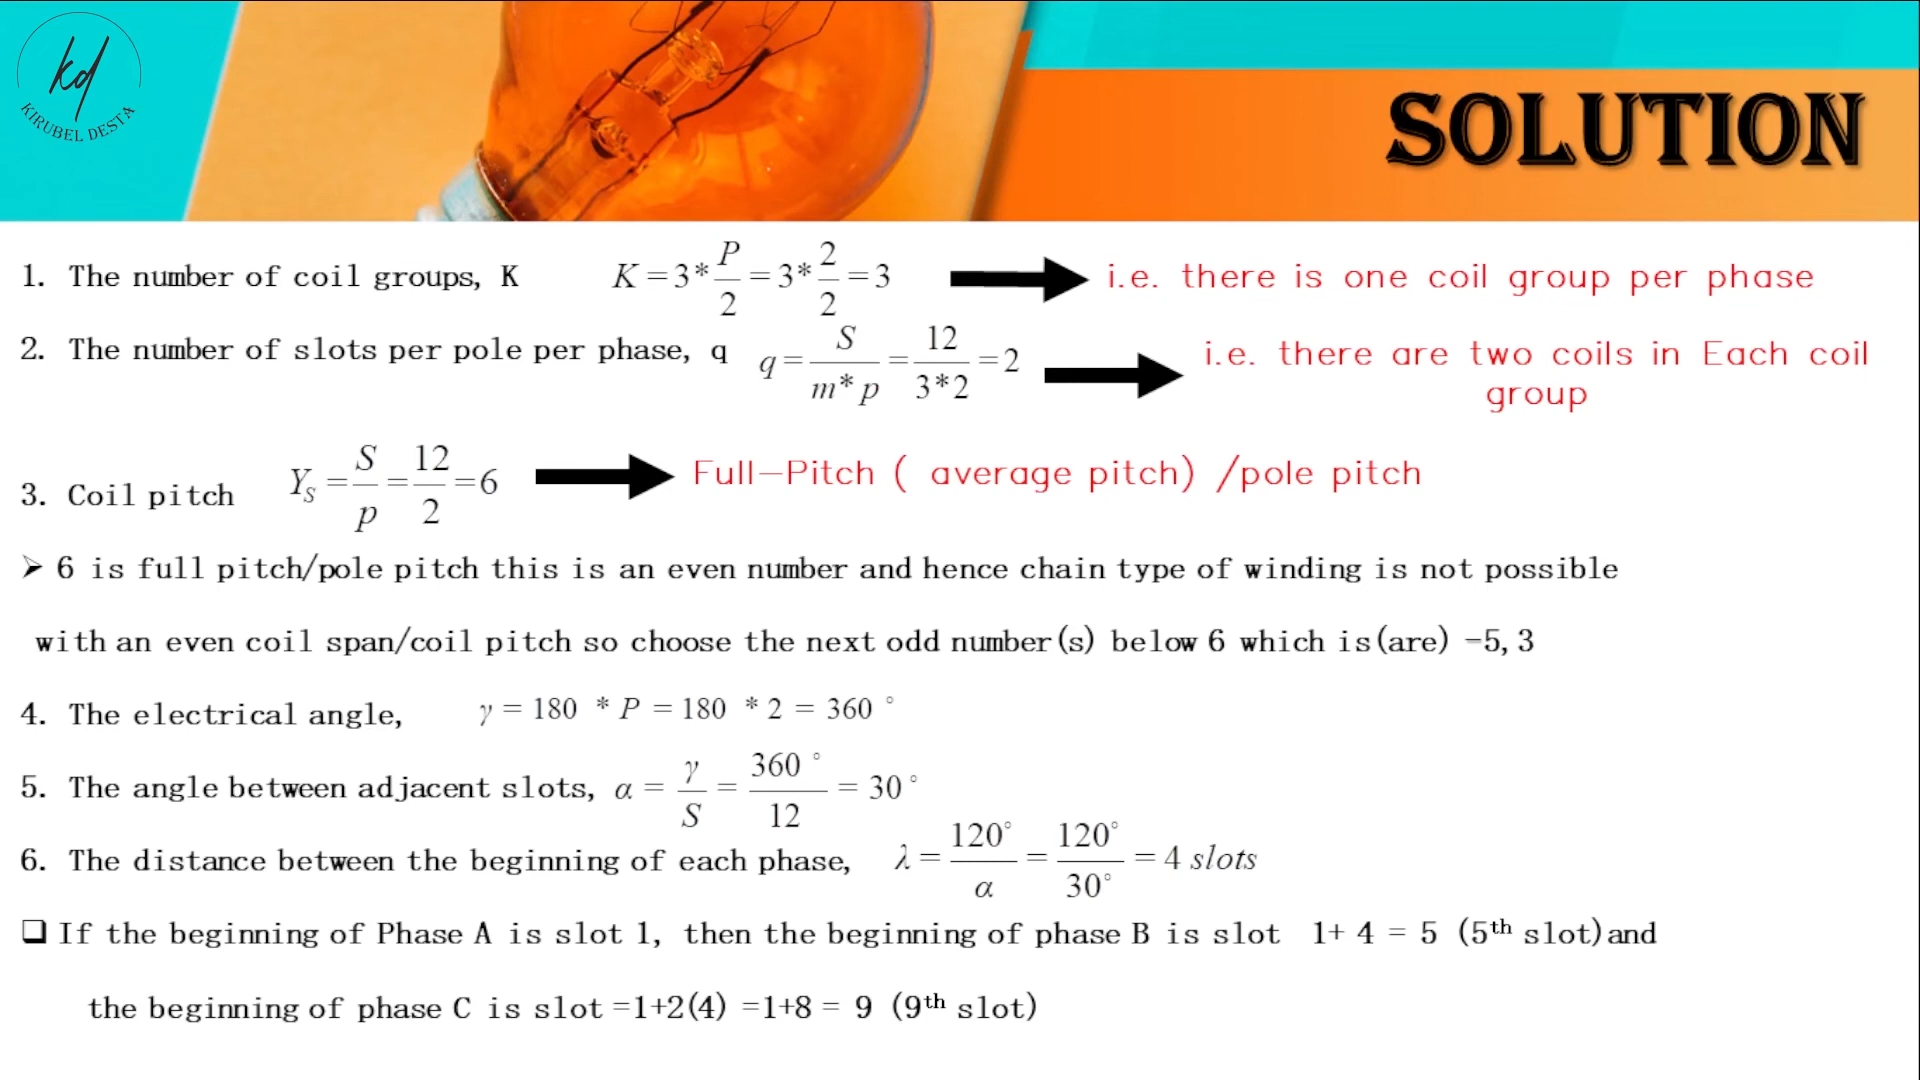 kd
KIRUBEL DESTA
SOLUTION
1. The number of coil groups, K K = 3* P/2 = 3* 2/2 = 3 i.e. there is one coil group per phase
2. The number of slots per pole per phase, q q = S/m*p = 12/3*2 = 2 i.e. there are two coils in Each coil
group
3. Coil pitch Y_S = S/p = 12/2 = 6 Full-Pitch ( average pitch) /pole pitch
➢ 6 is full pitch/pole pitch this is an even number and hence chain type of winding is not possible
with an even coil span/coil pitch so choose the next odd number(s) below 6 which is(are) -5,3
4. The electrical angle, γ = 180 * P = 180 * 2 = 360 °
5. The angle between adjacent slots, α = γ/S = 360 °/12 = 30 °
6. The distance between the beginning of each phase, λ = 120°/α = 120°/30° = 4 slots
❑ If the beginning of Phase A is slot 1, then the beginning of phase B is slot 1+ 4 = 5 (5th slot)and
the beginning of phase C is slot =1+2(4) =1+8 = 9 (9th slot)